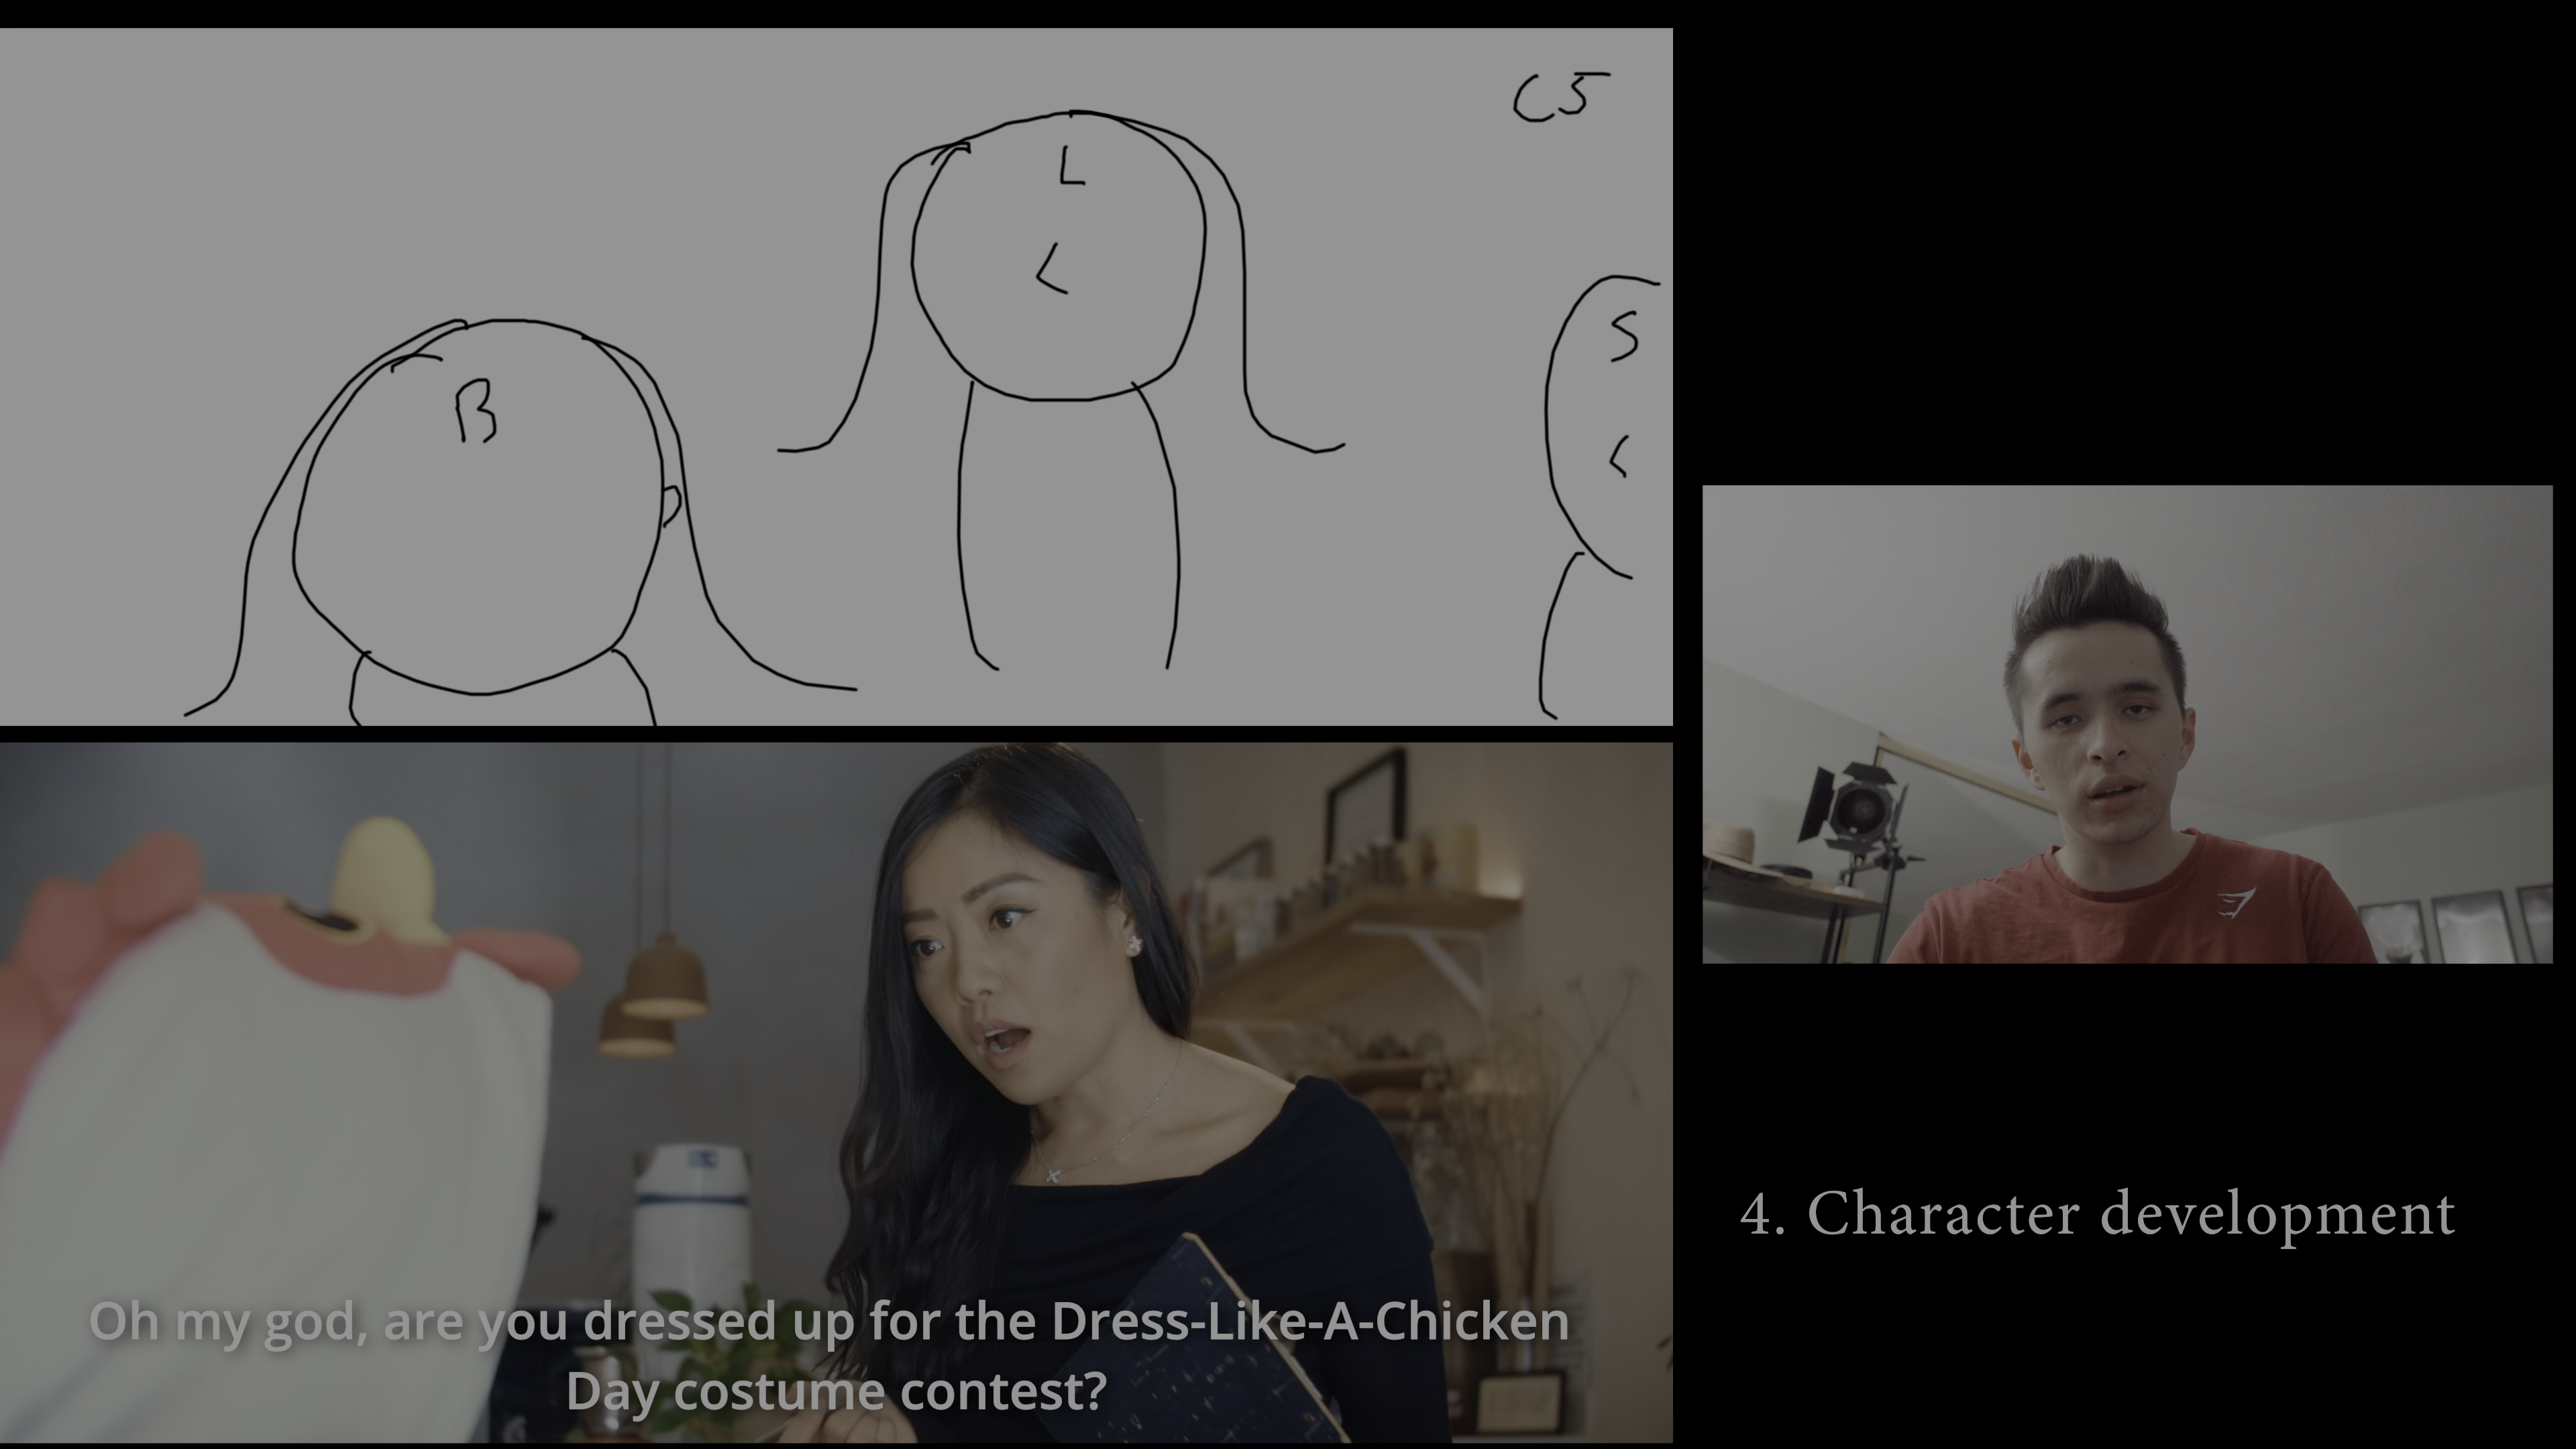 C5
L
B
S
Oh my god, are you dressed up for the Dress-Like-A-Chicken
Day costume contest?
4. Character development